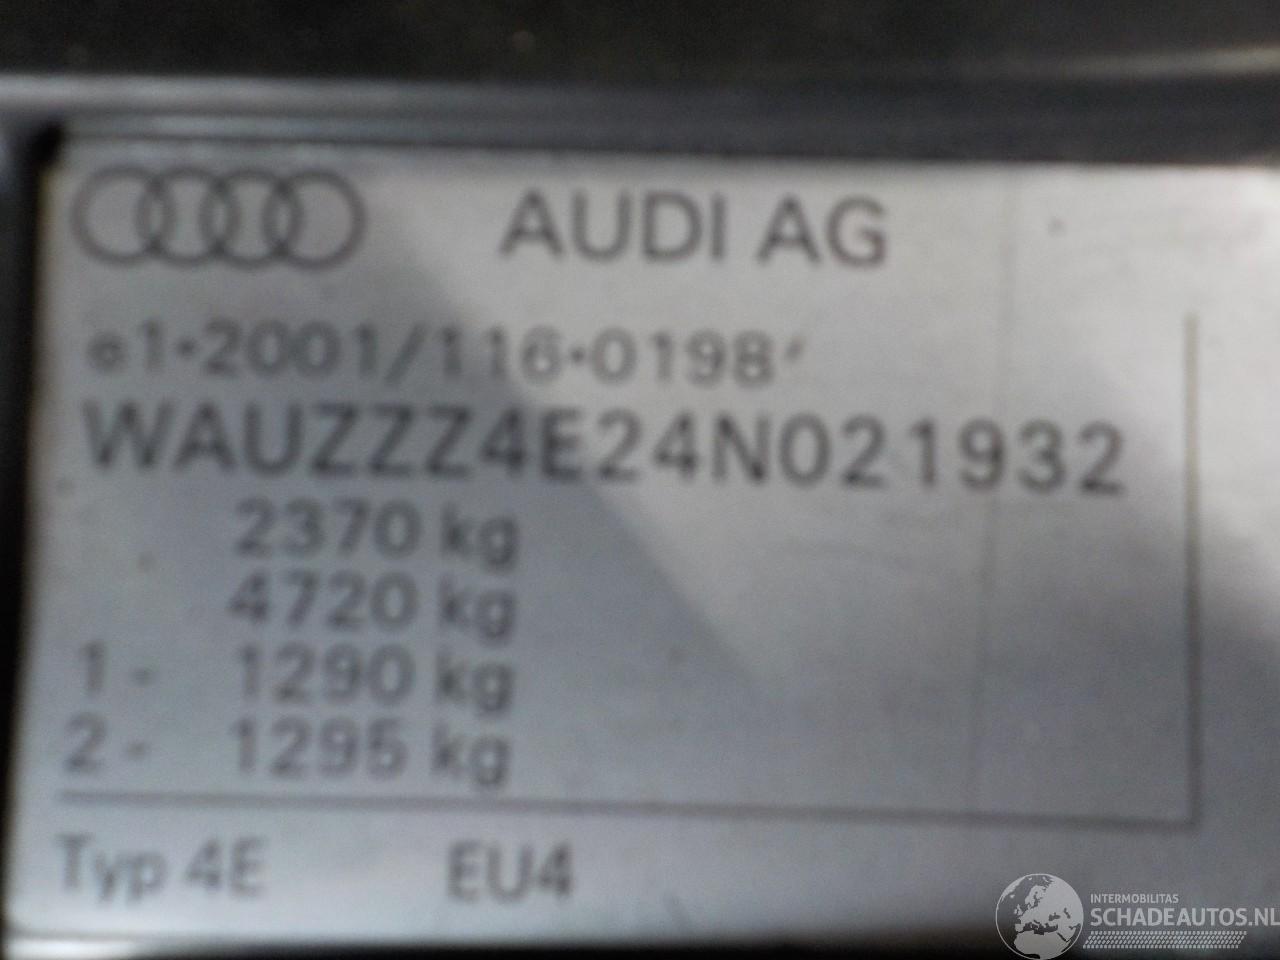 AUDI AG
e1*2001/116*0198*
WAUZZZ4E24N021932
2370 kg
4720 kg
1 - 1290 kg
2 - 1295 kg
Typ 4E EU4
INTERMOBILITAS
SCHADEAUTOS.NL